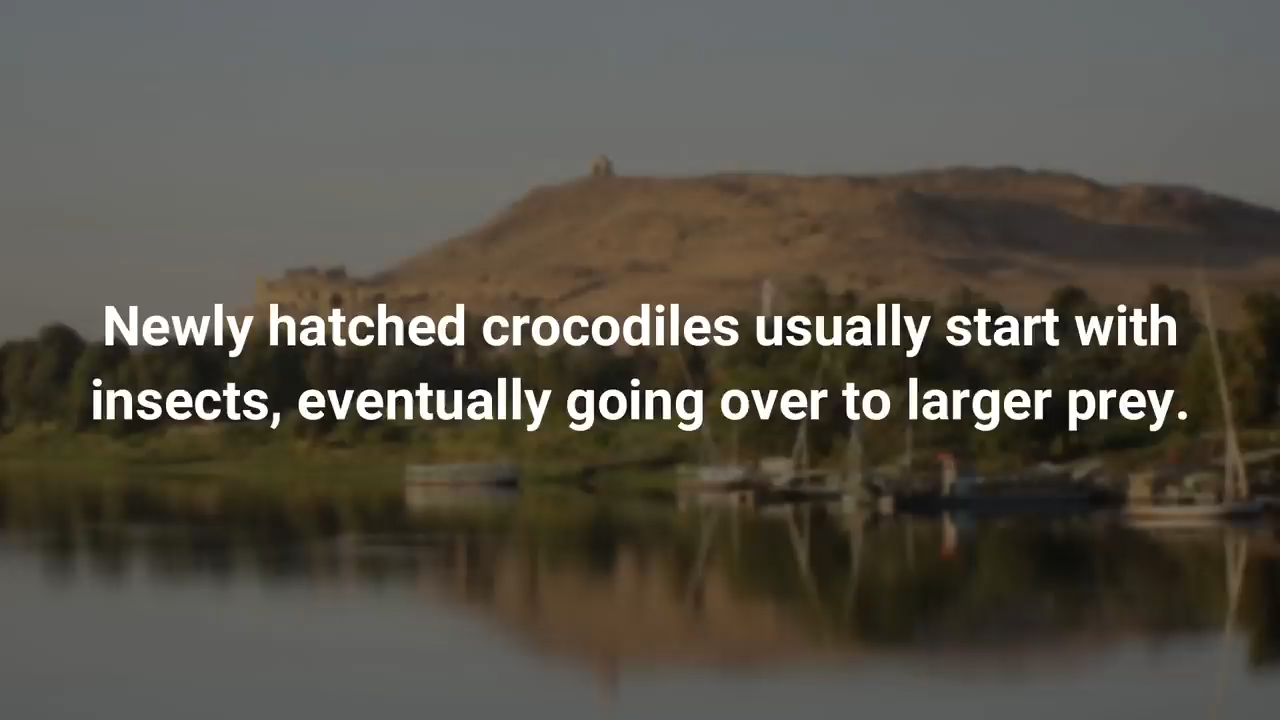 Newly hatched crocodiles usually start with
insects, eventually going over to larger prey.